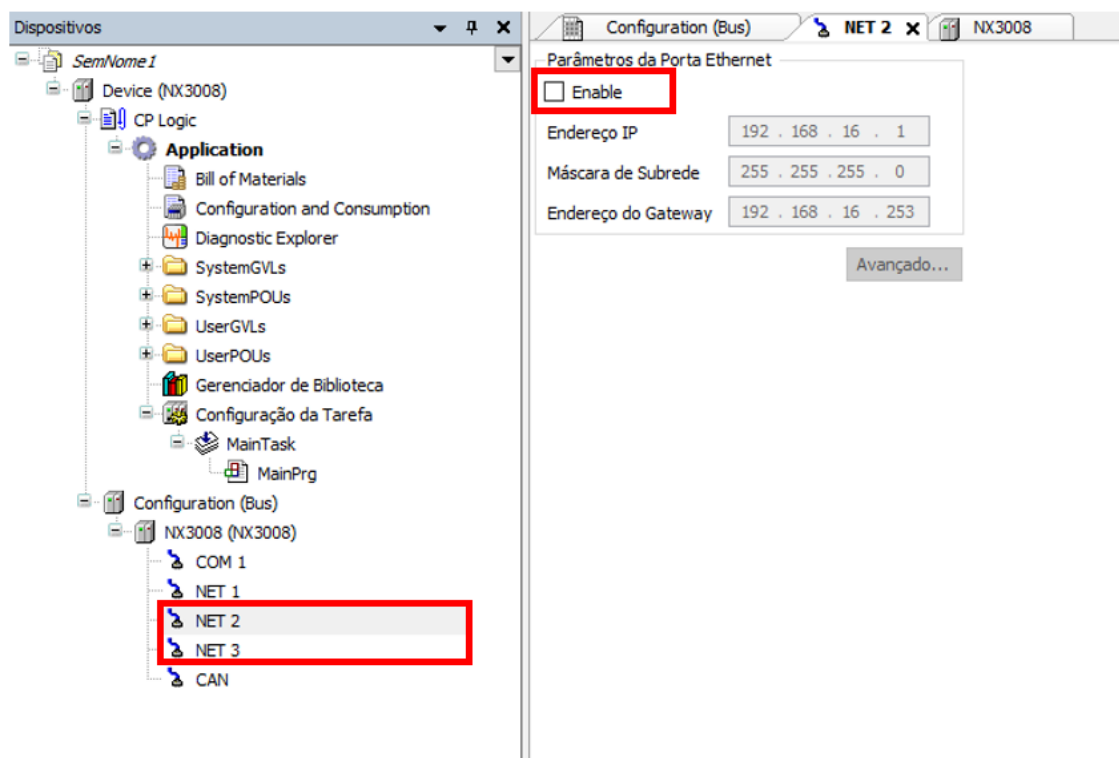 Dispositivos
SemNome1
Device (NX3008)
CP Logic
Application
Bill of Materials
Configuration and Consumption
Diagnostic Explorer
SystemGVLs
SystemPOUs
UserGVLs
UserPOUs
Gerenciador de Biblioteca
Configuração da Tarefa
MainTask
MainPrg
Configuration (Bus)
NX3008 (NX3008)
COM 1
NET 1
NET 2
NET 3
CAN
Configuration (Bus) NET 2 NX3008
Parâmetros da Porta Ethernet
Enable
Endereço IP 192 . 168 . 16 . 1
Máscara de Subrede 255 . 255 . 255 . 0
Endereço do Gateway 192 . 168 . 16 . 253
Avançado...